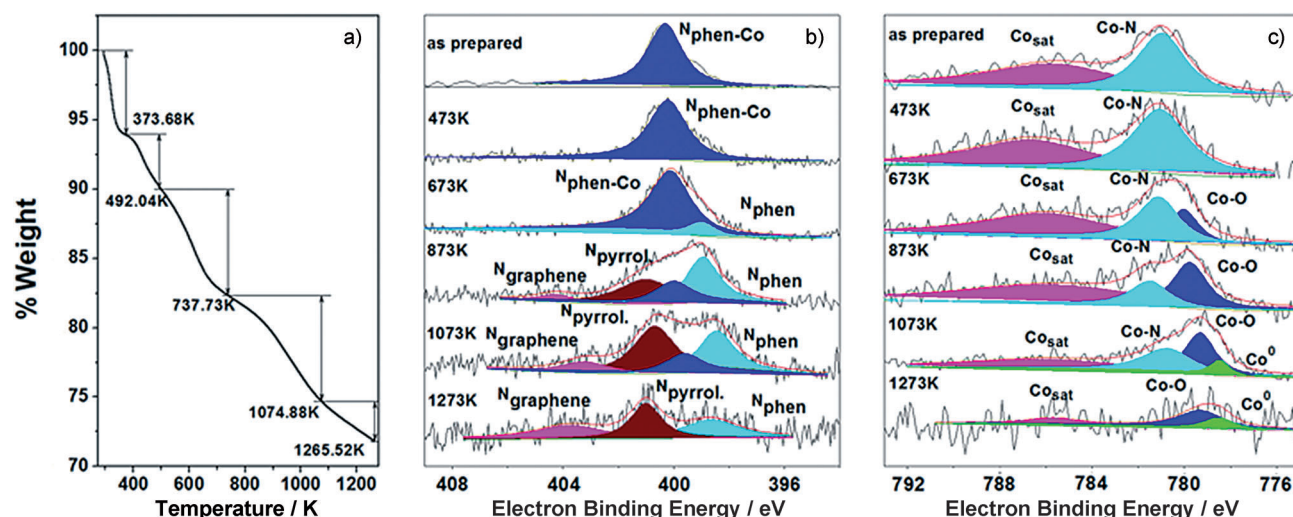 a)
100
95
90
85
80
75
70
% Weight
373.68K
492.04K
737.73K
1074.88K
1265.52K
400 600 800 1000 1200
Temperature / K
b)
as prepared
Nphen-Co
473K
Nphen-Co
673K
Nphen-Co
Nphen
873K
Ngraphene
Npyrrol.
Nphen
1073K
Ngraphene
Npyrrol.
Nphen
1273K
Ngraphene
Npyrrol.
Nphen
408 404 400 396
Electron Binding Energy / eV
c)
as prepared
Cosat
Co-N
473K
Cosat
Co-N
673K
Cosat
Co-N
Co-O
873K
Cosat
Co-N
Co-O
1073K
Cosat
Co-N
Co-O
Co0
1273K
Cosat
Co-O
Co0
792 788 784 780 776
Electron Binding Energy / eV